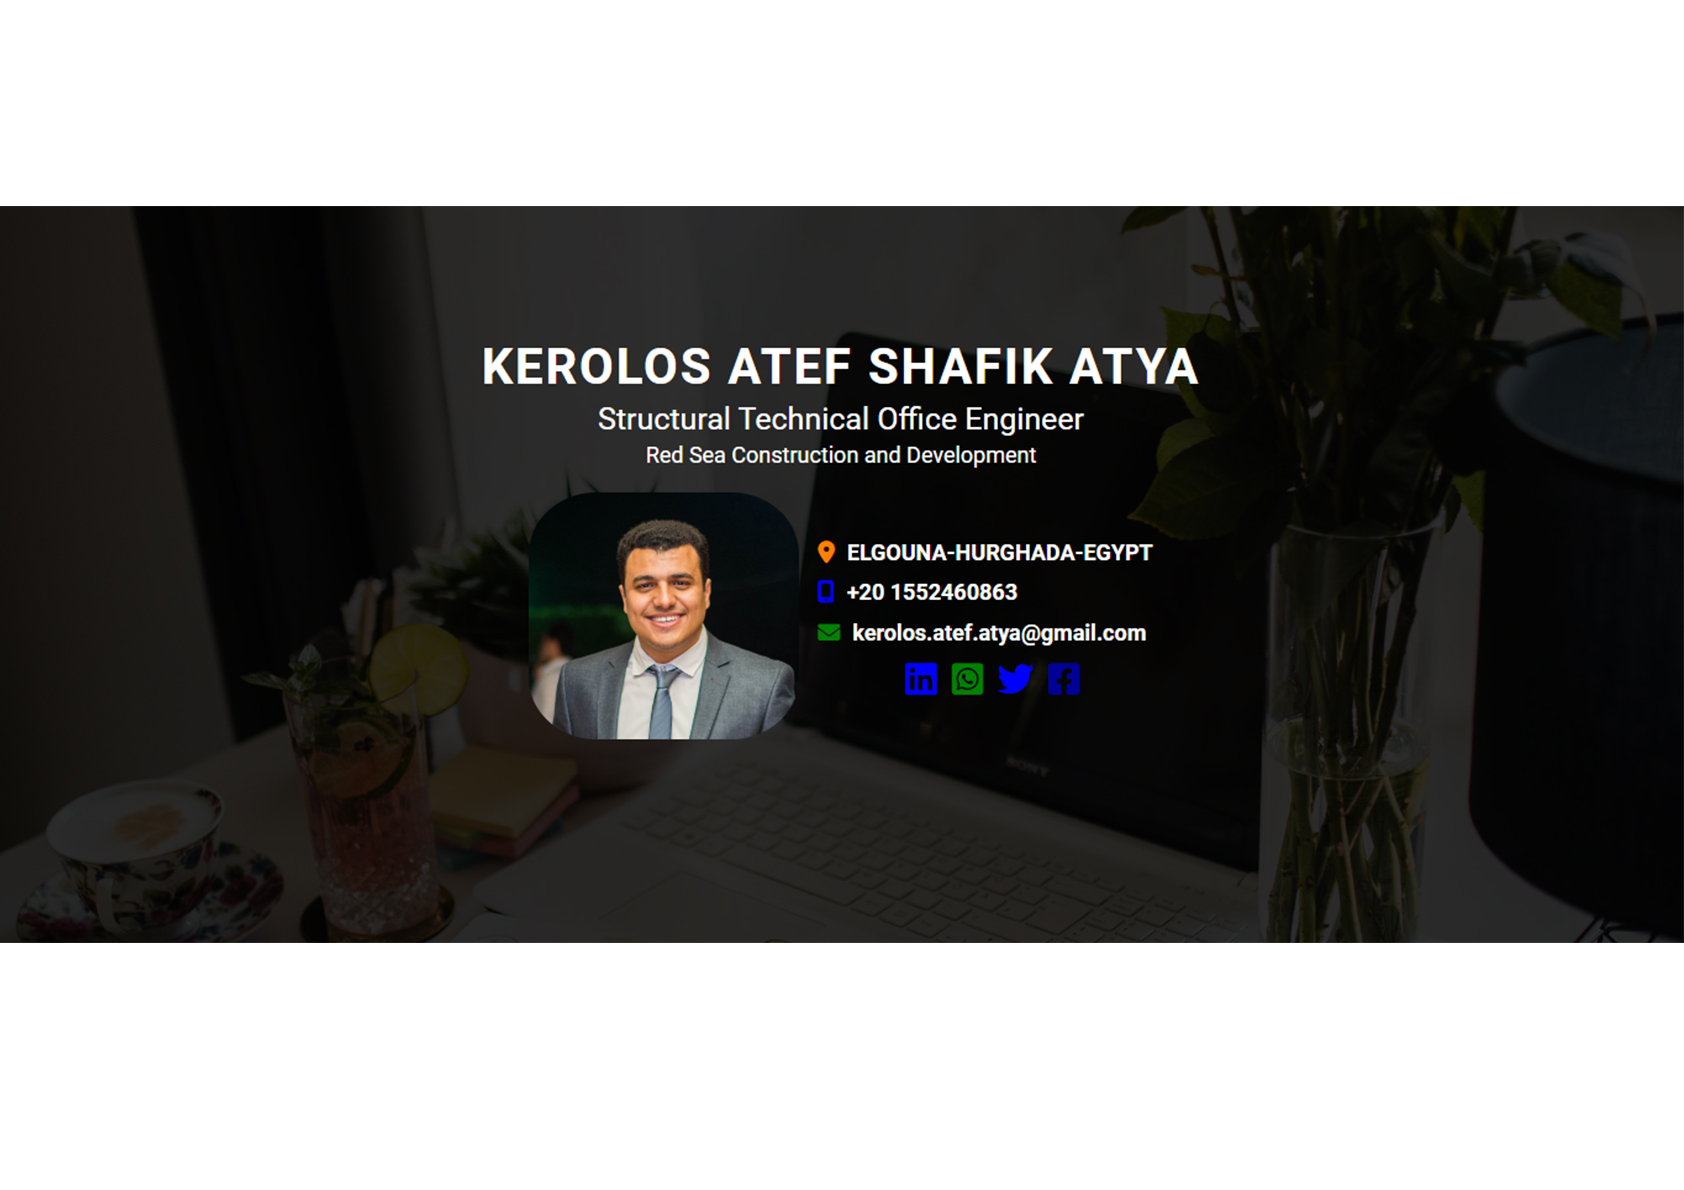 KEROLOS ATEF SHAFIK ATYA
Structural Technical Office Engineer
Red Sea Construction and Development
ELGOUNA-HURGHADA-EGYPT
+20 1552460863
kerolos.atef.atya@gmail.com
SONY